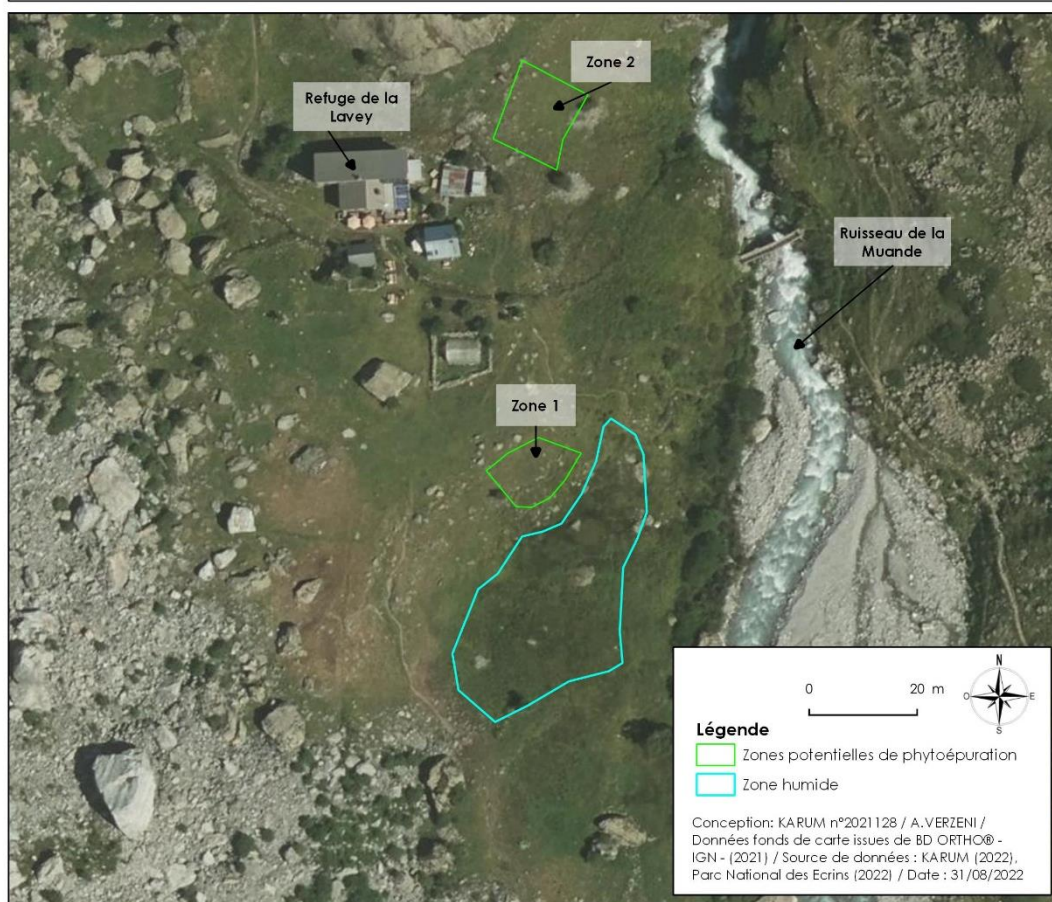 Zone 2
Refuge de la
Lavey
Ruisseau de la
Muande
Zone 1
N
O
E
S
0 20 m
Légende
Zones potentielles de phytoépuration
Zone humide
Conception: KARUM n°2021128 / A.VERZENI /
Données fonds de carte issues de BD ORTHO® -
IGN - (2021) / Source de données : KARUM (2022),
Parc National des Ecrins (2022) / Date : 31/08/2022